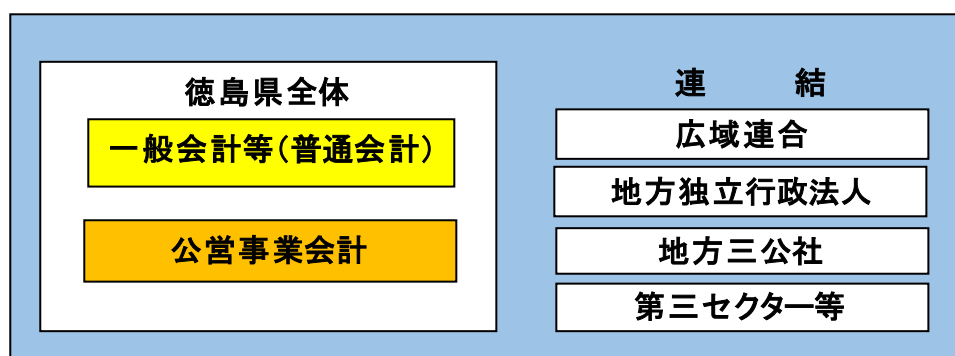 徳島県全体
一般会計等(普通会計)
公営事業会計
連　　結
広域連合
地方独立行政法人
地方三公社
第三セクター等